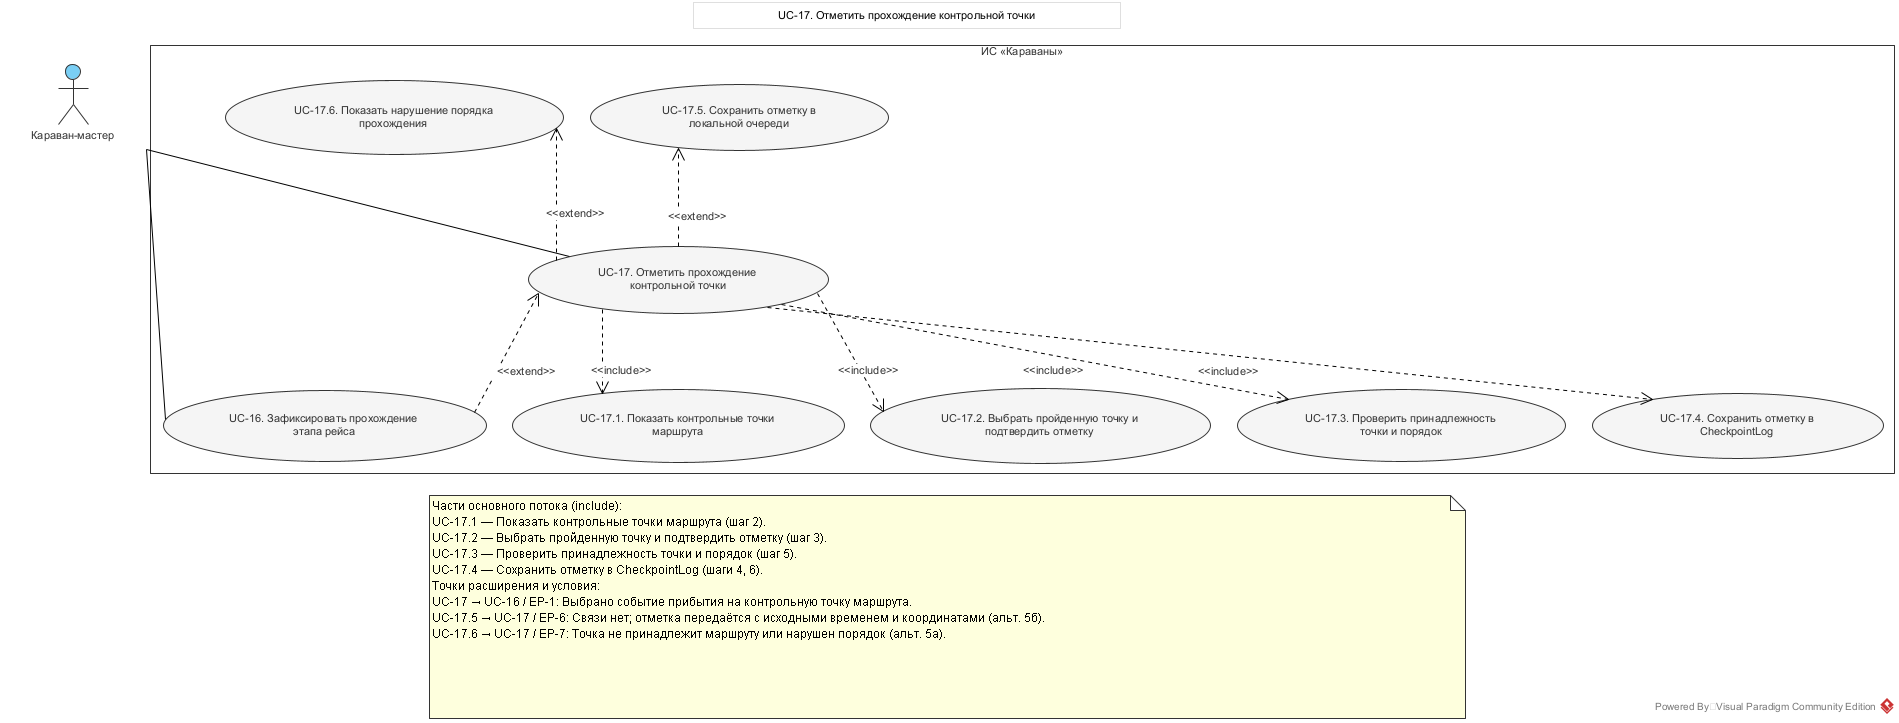 UC-17. Отметить прохождение контрольной точки
ИС «Караваны»
Караван-мастер
UC-17.6. Показать нарушение порядка
прохождения
UC-17.5. Сохранить отметку в
локальной очереди
<<extend>>
<<extend>>
UC-17. Отметить прохождение
контрольной точки
<<extend>>
<<include>>
<<include>>
<<include>>
<<include>>
UC-16. Зафиксировать прохождение
этапа рейса
UC-17.1. Показать контрольные точки
маршрута
UC-17.2. Выбрать пройденную точку и
подтвердить отметку
UC-17.3. Проверить принадлежность
точки и порядок
UC-17.4. Сохранить отметку в
CheckpointLog
Части основного потока (include):
UC-17.1 — Показать контрольные точки маршрута (шаг 2).
UC-17.2 — Выбрать пройденную точку и подтвердить отметку (шаг 3).
UC-17.3 — Проверить принадлежность точки и порядок (шаг 5).
UC-17.4 — Сохранить отметку в CheckpointLog (шаги 4, 6).
Точки расширения и условия:
UC-17 → UC-16 / EP-1: Выбрано событие прибытия на контрольную точку маршрута.
UC-17.5 → UC-17 / EP-6: Связи нет; отметка передаётся с исходными временем и координатами (альт. 5б).
UC-17.6 → UC-17 / EP-7: Точка не принадлежит маршруту или нарушен порядок (альт. 5а).
Powered By Visual Paradigm Community Edition